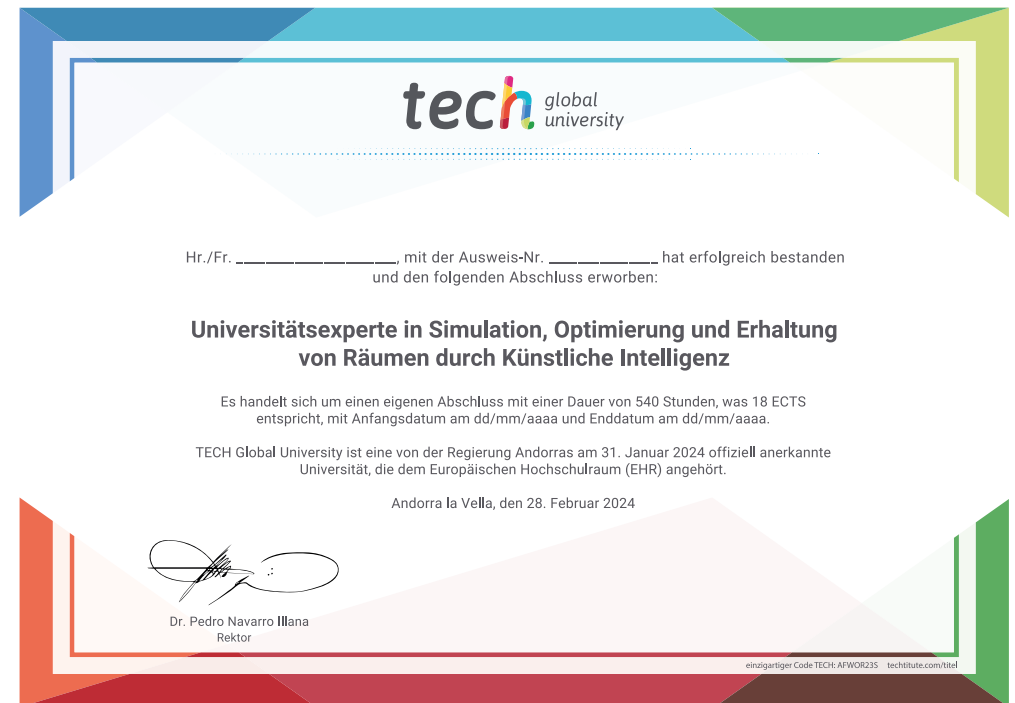 tech global
university
Hr./Fr. ______________________, mit der Ausweis-Nr. _______________ hat erfolgreich bestanden
und den folgenden Abschluss erworben:
Universitätsexperte in Simulation, Optimierung und Erhaltung
von Räumen durch Künstliche Intelligenz
Es handelt sich um einen eigenen Abschluss mit einer Dauer von 540 Stunden, was 18 ECTS
entspricht, mit Anfangsdatum am dd/mm/aaaa und Enddatum am dd/mm/aaaa.
TECH Global University ist eine von der Regierung Andorras am 31. Januar 2024 offiziell anerkannte
Universität, die dem Europäischen Hochschulraum (EHR) angehört.
Andorra la Vella, den 28. Februar 2024
Dr. Pedro Navarro Illana
Rektor
einzigartiger Code TECH: AFWOR23S techtitute.com/titel